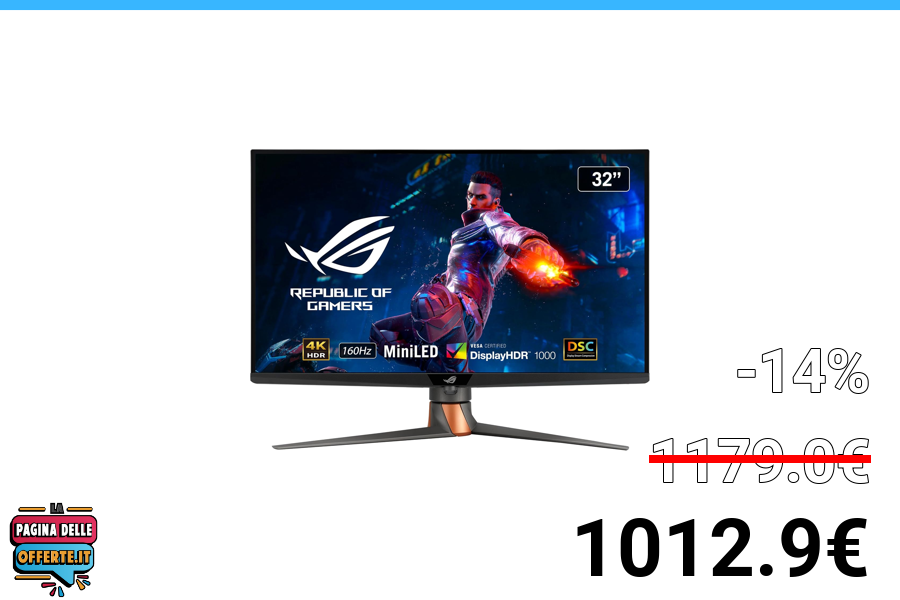 32”
REPUBLIC OF
GAMERS
4K
HDR
160Hz
MiniLED
VESA CERTIFIED
DisplayHDR 1000
DSC
-14%
1179.0€
1012.9€
LA
PAGINA DELLE
OFFERTE.IT